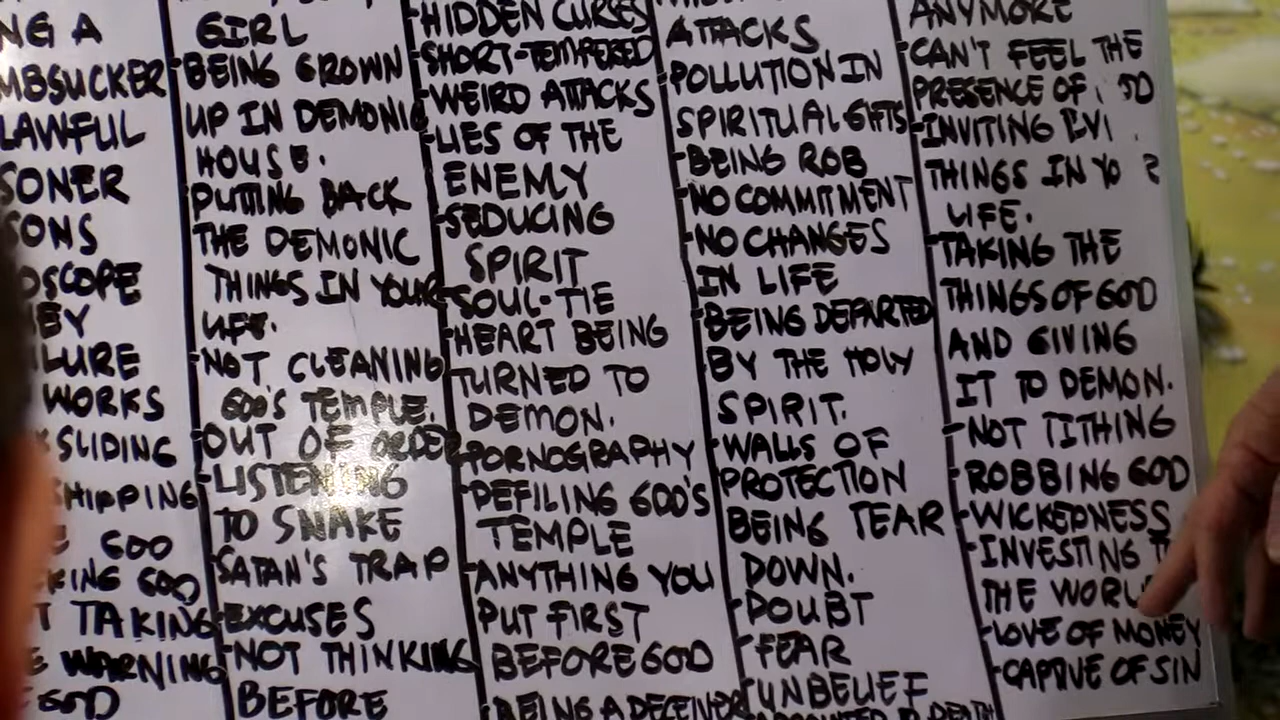 NG A
MBSUCKER
LAWFUL
SONER
SONS
OSCOPE
EY
LURE
WORKS
SLIDING
SHIPPING
GOD
KING GOD
T TAKING
E WARNING
GOD
GIRL
-BEING GROWN
UP IN DEMONIC
HOUSE.
-PUTTING BACK
THE DEMONIC
THINGS IN YOUR
LIFE.
-NOT CLEANING
GOD'S TEMPLE.
-OUT OF ORDER
-LISTENING
TO SNAKE
-SATAN'S TRAP
-EXCUSES
-NOT THINKING
BEFORE
-HIDDEN CURSES
-SHORT-TEMPERED
-WEIRD ATTACKS
-LIES OF THE
ENEMY
-SEDUCING
SPIRIT
-SOUL-TIE
-HEART BEING
TURNED TO
DEMON.
-PORNOGRAPHY
-DEFILING GOD'S
TEMPLE
-ANYTHING YOU
PUT FIRST
BEFORE GOD
-BEING A DECEIVER
ATTACKS
-POLLUTION IN
SPIRITUAL GIFTS
-BEING ROB
-NO COMMITMENT
-NO CHANGES
IN LIFE
-BEING DEPARTED
BY THE HOLY
SPIRIT.
-WALLS OF
PROTECTION
BEING TEAR
DOWN.
-DOUBT
-FEAR
-UNBELIEF
TO DEATH
ANYMORE
-CAN'T FEEL THE
PRESENCE OF OD
-INVITING EVI
THINGS IN YO R
LIFE.
-TAKING THE
THINGS OF GOD
AND GIVING
IT TO DEMON.
-NOT TITHING
-ROBBING GOD
-WICKEDNESS
-INVESTING
THE WORL
-LOVE OF MONEY
-CAPTIVE OF SIN